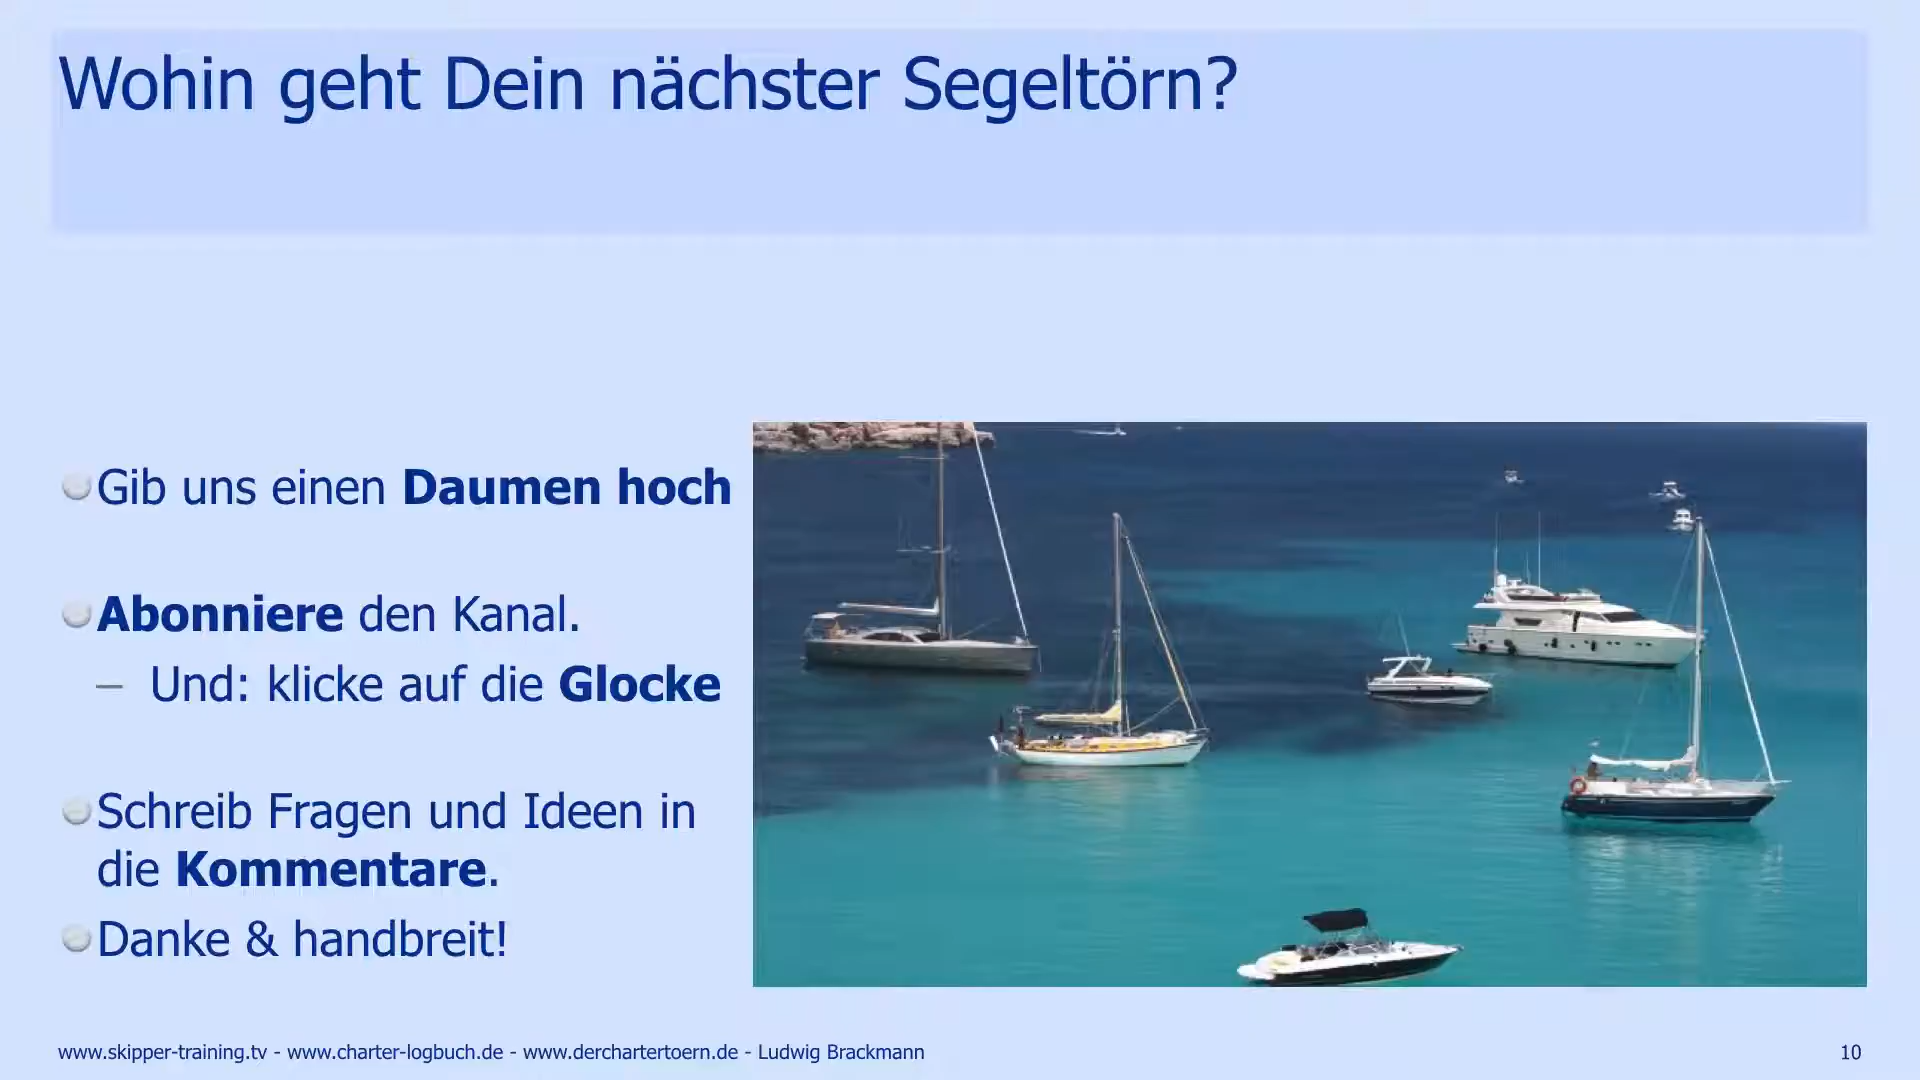 Wohin geht Dein nächster Segeltörn?
Gib uns einen Daumen hoch
Abonniere den Kanal.
– Und: klicke auf die Glocke
Schreib Fragen und Ideen in
die Kommentare.
Danke & handbreit!
www.skipper-training.tv - www.charter-logbuch.de - www.derchartertoern.de - Ludwig Brackmann
10